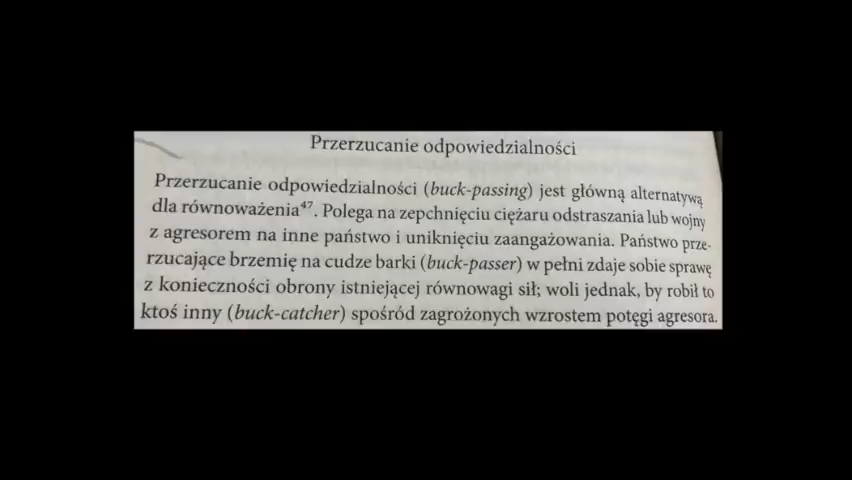 Przerzucanie odpowiedzialności
Przerzucanie odpowiedzialności (buck-passing) jest główną alternatywą
dla równoważenia⁴⁷. Polega na zepchnięciu ciężaru odstraszania lub wojny
z agresorem na inne państwo i uniknięciu zaangażowania. Państwo prze-
rzucające brzemię na cudze barki (buck-passer) w pełni zdaje sobie sprawę
z konieczności obrony istniejącej równowagi sił; woli jednak, by robił to
ktoś inny (buck-catcher) spośród zagrożonych wzrostem potęgi agresora.